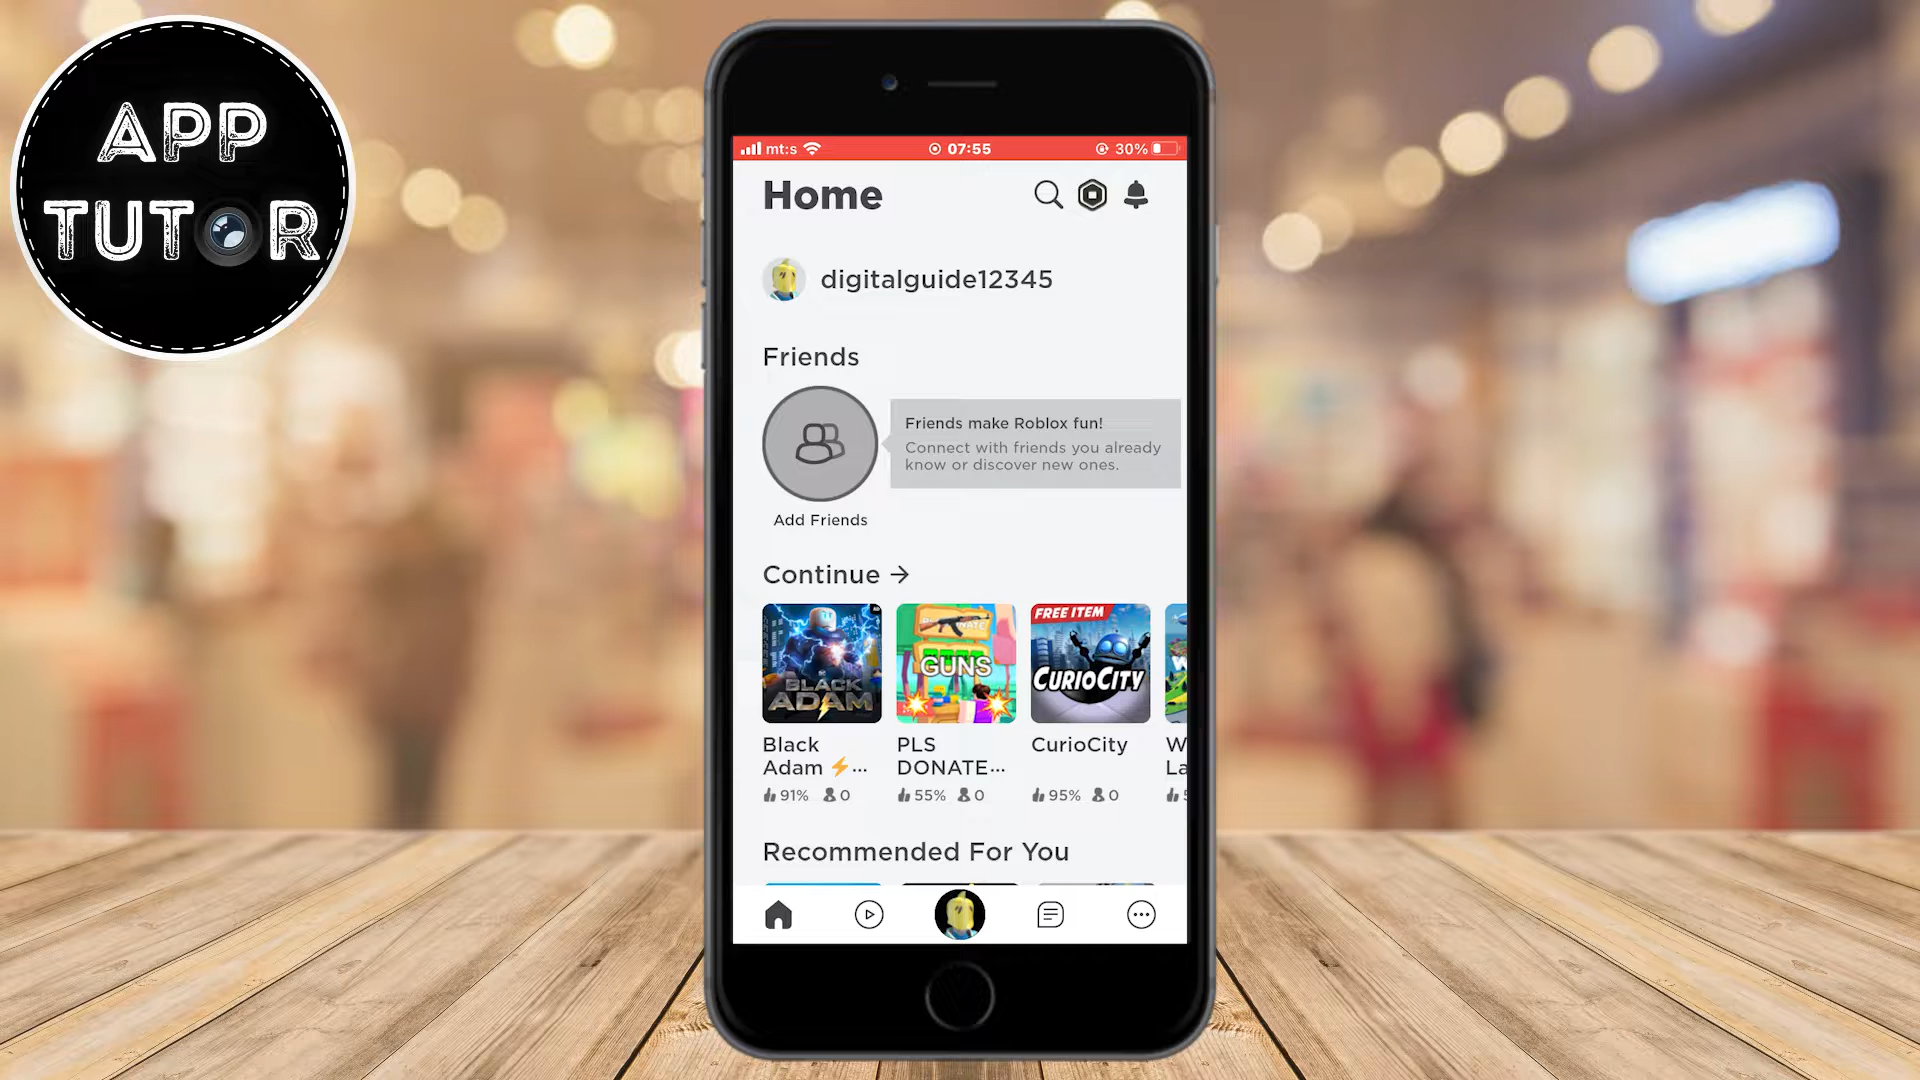 APP
TUTOR
mt:s
07:55
30%
Home
digitalguide12345
Friends
Friends make Roblox fun!
Connect with friends you already
know or discover new ones.
Add Friends
Continue →
BLACK
ADAM
GUNS
FREE ITEM
CURIOCITY
W
Black
Adam ⚡...
PLS
DONATE...
CurioCity
W
La
91% 0
55% 0
95% 0
Recommended For You